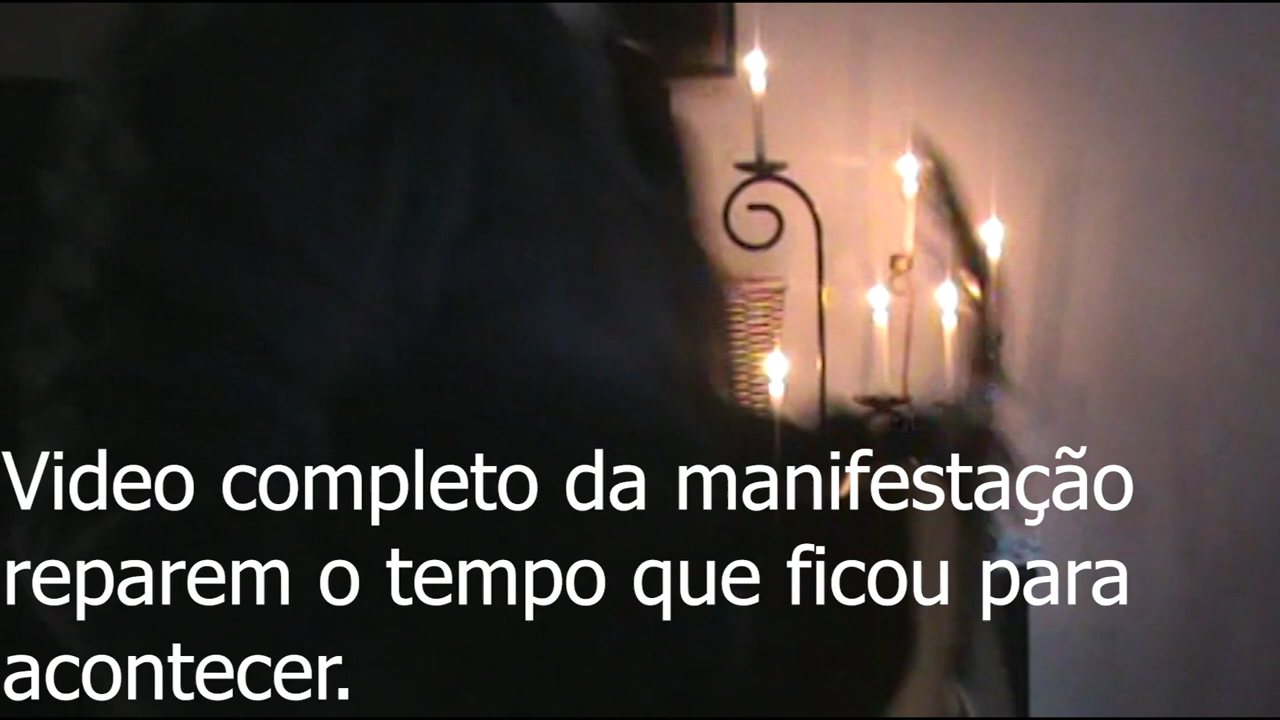 Video completo da manifestação
reparem o tempo que ficou para
acontecer.